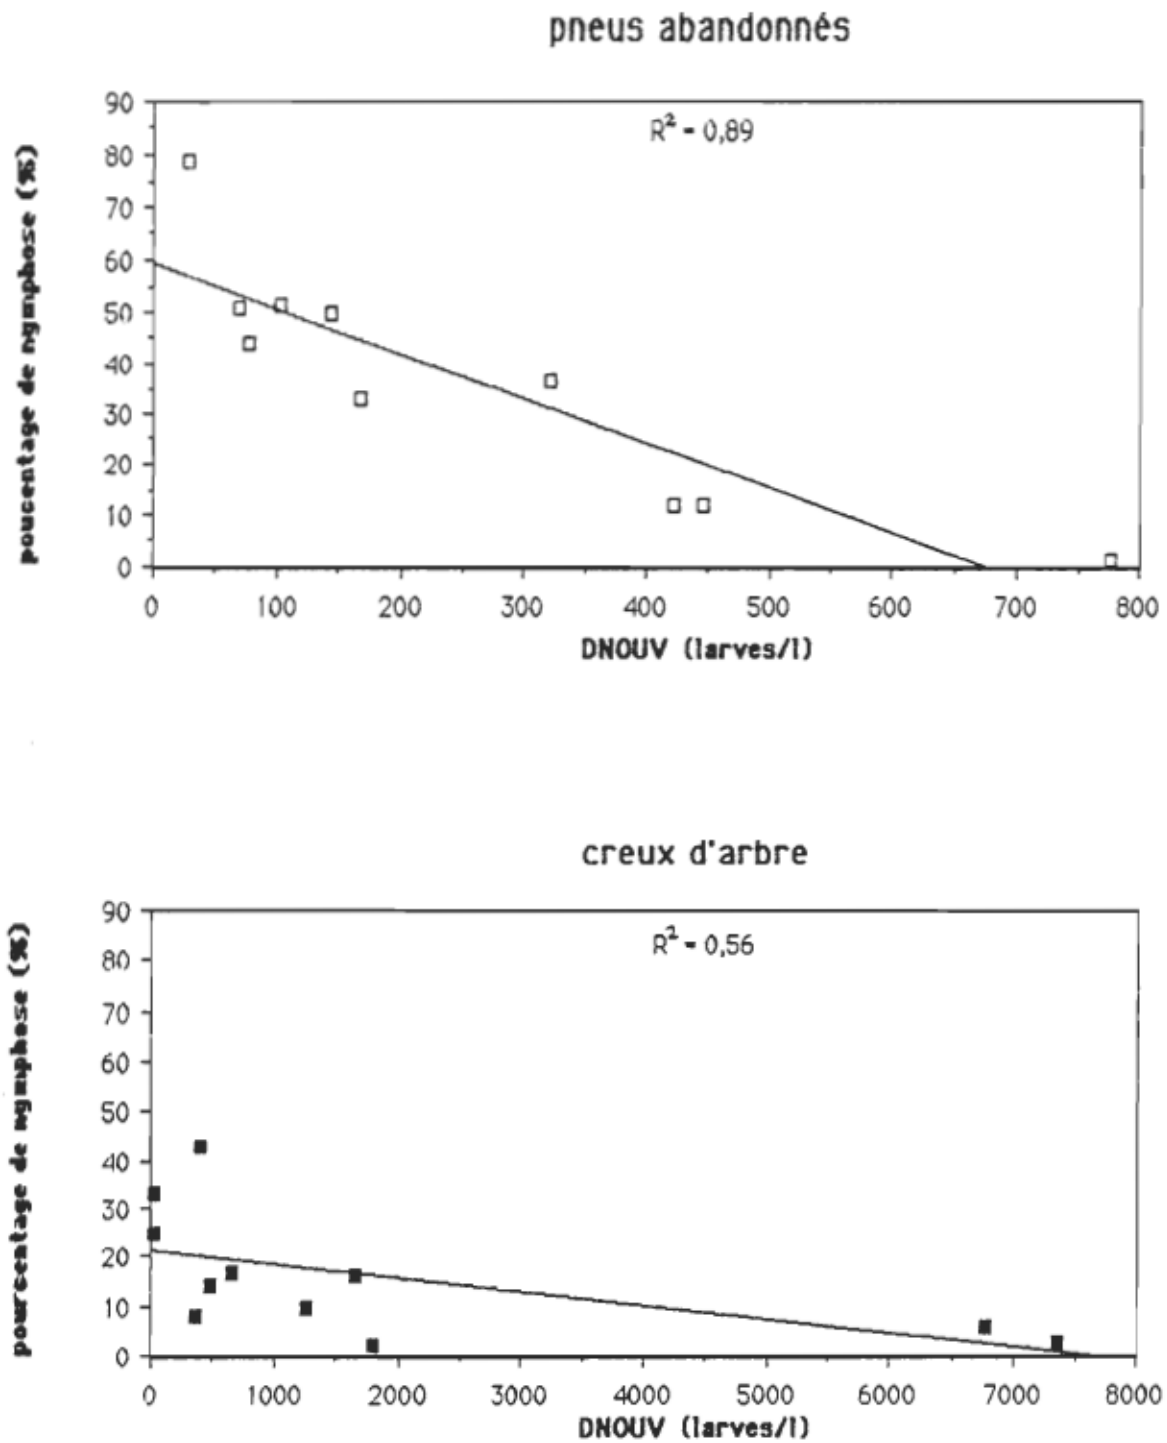 pneus abandonnés
R² - 0,89
poucentage de nymphose (%)
90
80
70
60
50
40
30
20
10
0
0 100 200 300 400 500 600 700 800
DNOUV (larves/l)
creux d'arbre
R² - 0,56
pourcentage de nymphose (%)
90
80
70
60
50
40
30
20
10
0
0 1000 2000 3000 4000 5000 6000 7000 8000
DNOUV (larves/l)